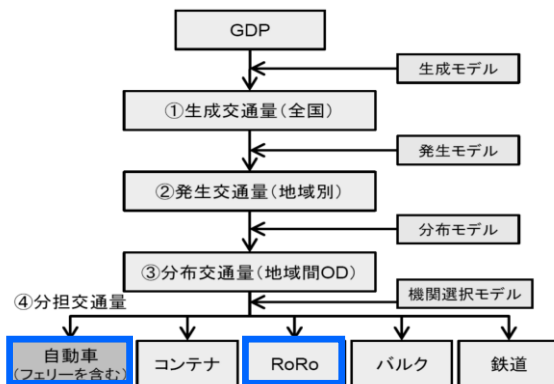 GDP
生成モデル
①生成交通量(全国)
発生モデル
②発生交通量(地域別)
分布モデル
③分布交通量(地域間OD)
④分担交通量
機関選択モデル
自動車
(フェリーを含む)
コンテナ
RoRo
バルク
鉄道